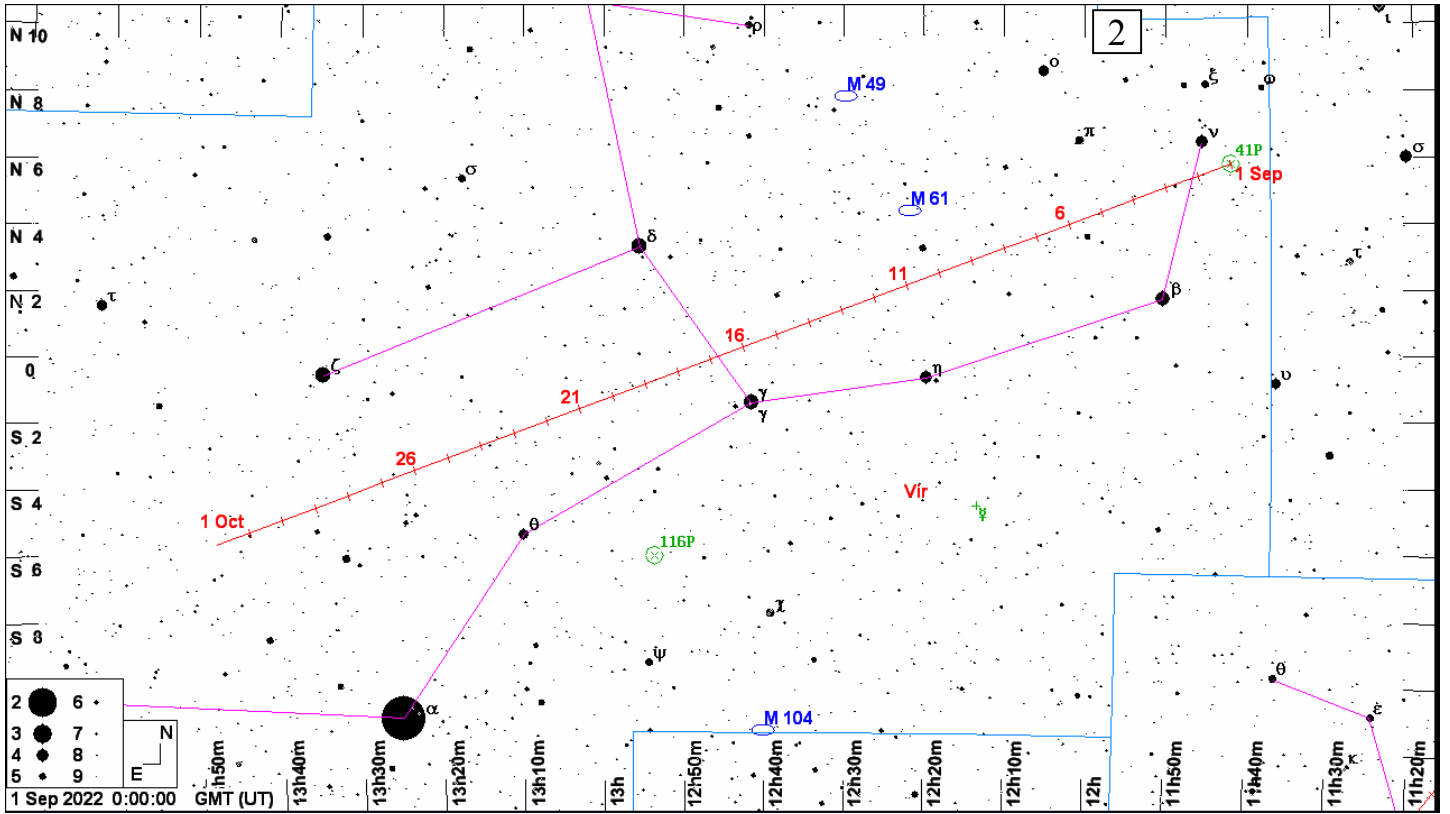 2
N 10
ρ
ο
ξ
ω
ι
M 49
N 8
π
ν
σ
41P
1 Sep
N 6
σ
M 61
6
N 4
δ
τ
11
β
N 2
τ
16
0
ζ
η
υ
21
γ
γ
S 2
26
Vir
S 4
1 Oct
θ
☿
116P
S 6
χ
S 8
ψ
θ
α
M 104
ε
κ
2 6
3 7
4 8
5 9
N
E
1 Sep 2022 0:00:00 GMT (UT)
13h50m
13h40m
13h30m
13h20m
13h10m
13h
12h50m
12h40m
12h30m
12h20m
12h10m
12h
11h50m
11h40m
11h30m
11h20m